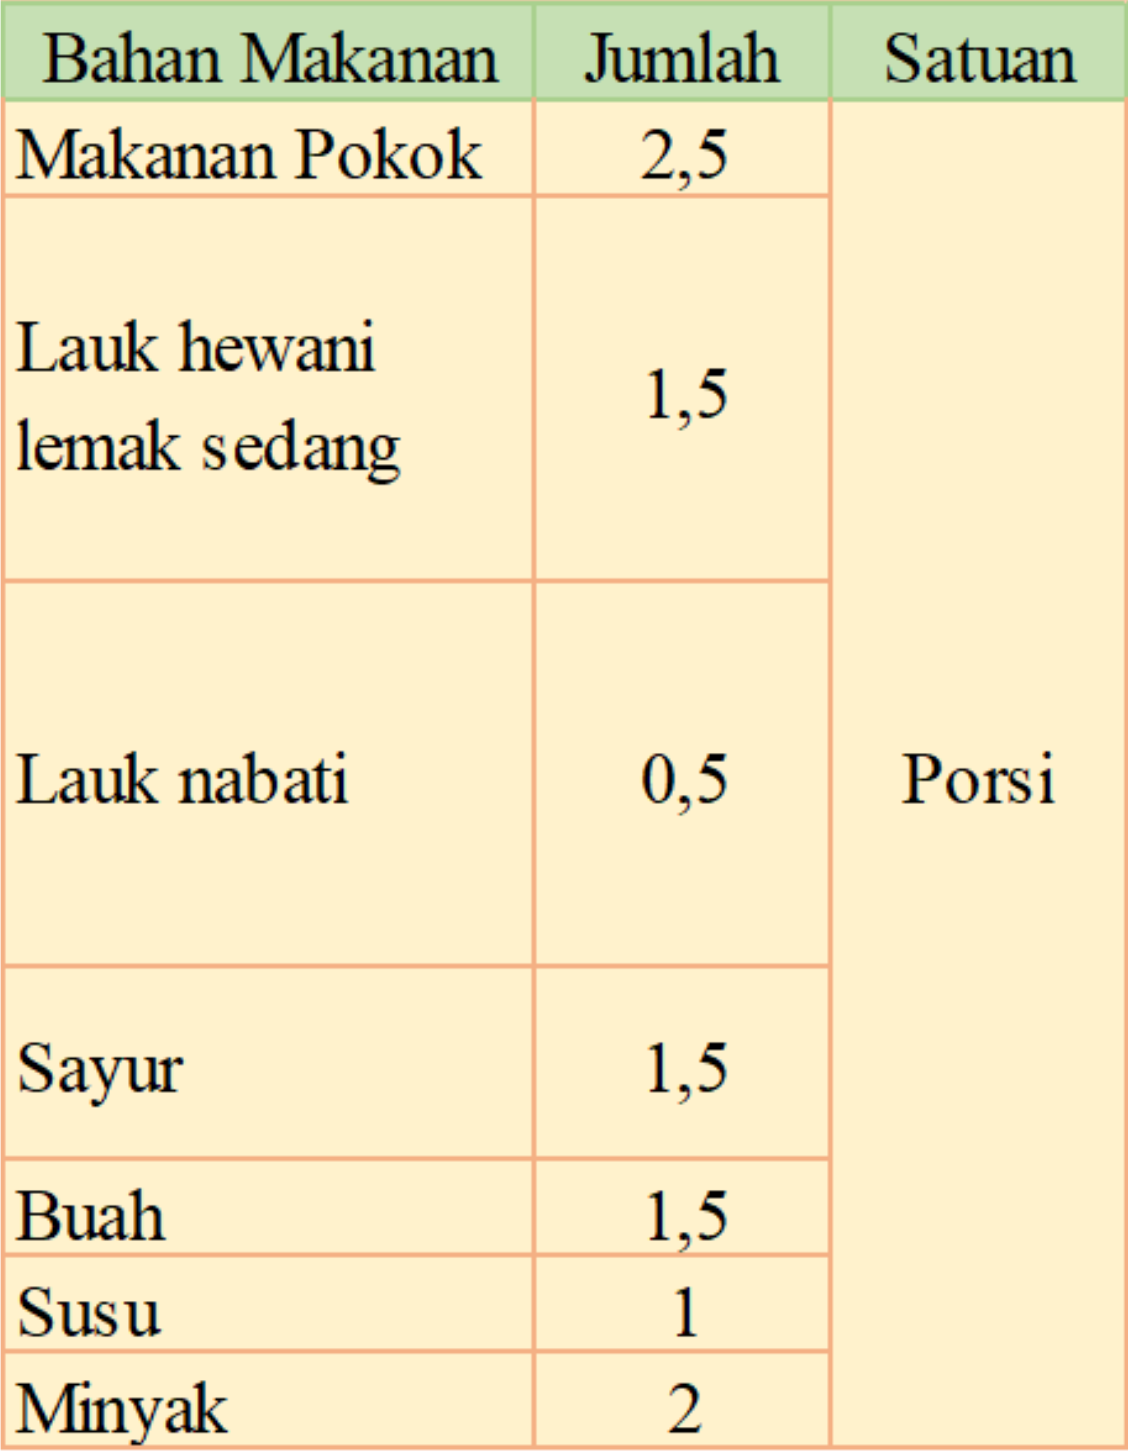 Bahan Makanan Jumlah Satuan
Makanan Pokok 2,5
Lauk hewani
lemak sedang 1,5
Lauk nabati 0,5 Porsi
Sayur 1,5
Buah 1,5
Susu 1
Minyak 2